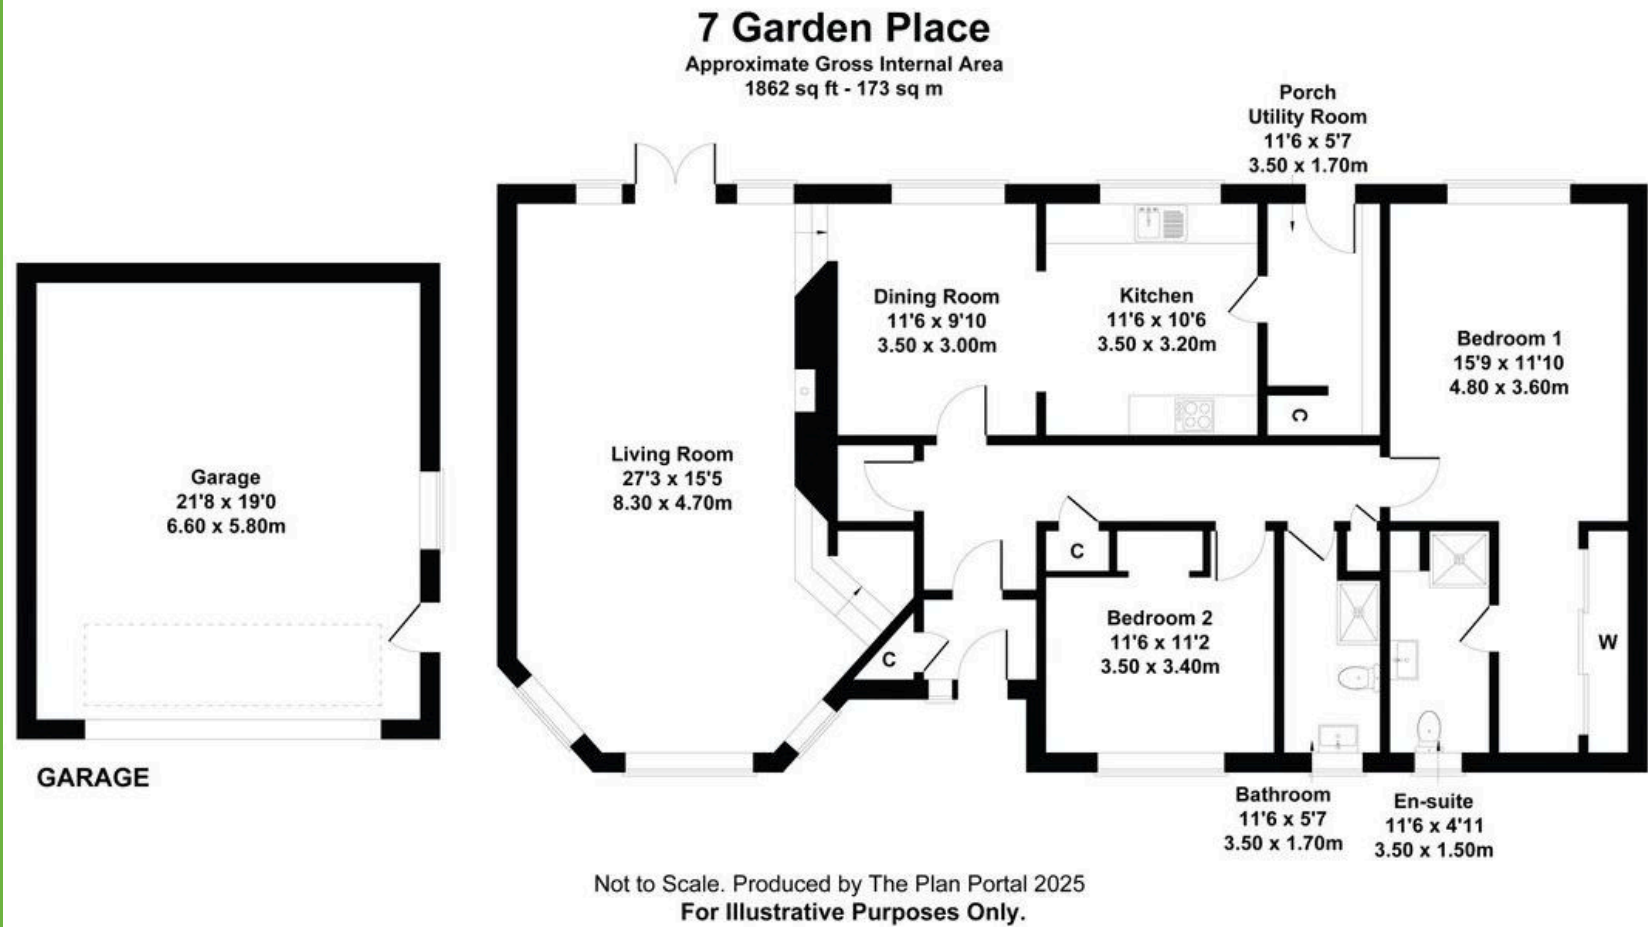 7 Garden Place
Approximate Gross Internal Area
1862 sq ft - 173 sq m
Porch
Utility Room
11'6 x 5'7
3.50 x 1.70m
Dining Room
11'6 x 9'10
3.50 x 3.00m
Kitchen
11'6 x 10'6
3.50 x 3.20m
Bedroom 1
15'9 x 11'10
4.80 x 3.60m
C
Living Room
27'3 x 15'5
8.30 x 4.70m
Garage
21'8 x 19'0
6.60 x 5.80m
C
Bedroom 2
11'6 x 11'2
3.50 x 3.40m
W
C
GARAGE
Bathroom
11'6 x 5'7
3.50 x 1.70m
En-suite
11'6 x 4'11
3.50 x 1.50m
Not to Scale. Produced by The Plan Portal 2025
For Illustrative Purposes Only.